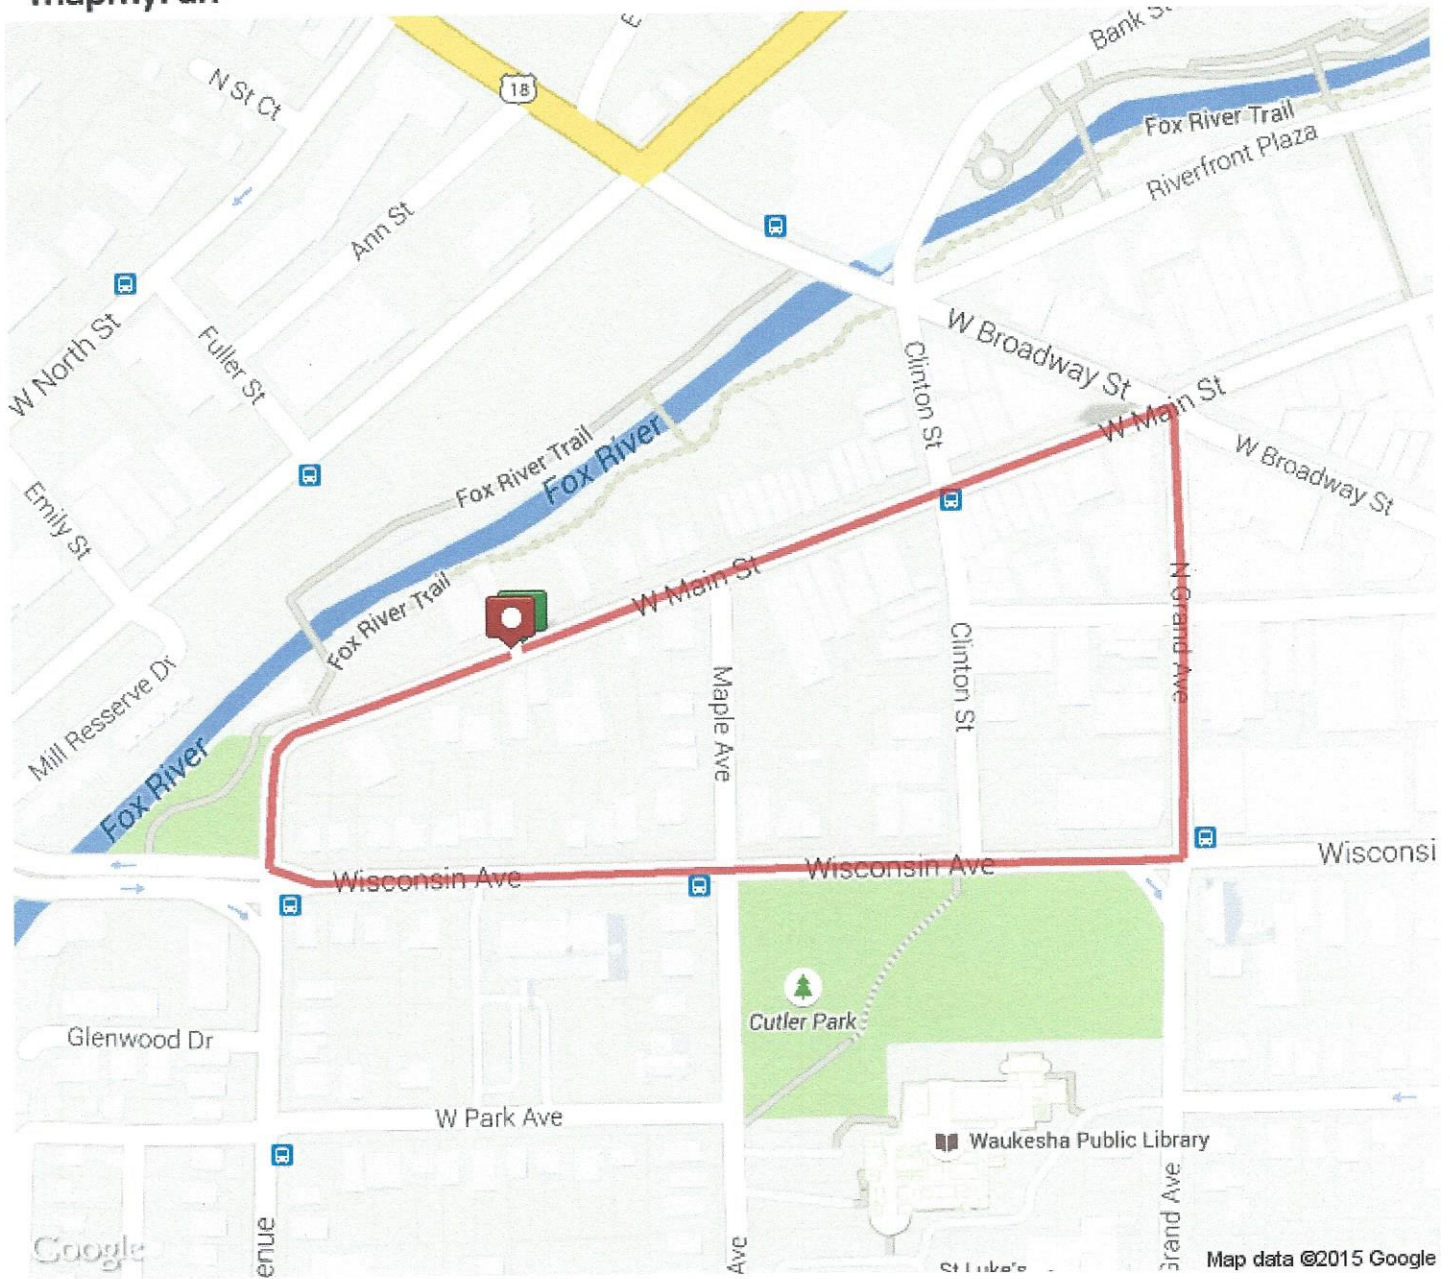 mapmyrun
Bank St
N St Ct
18
Fox River Trail
Riverfront Plaza
Ann St
W North St
Fuller St
W Broadway St
Clinton St
W Main St
W Broadway St
Fox River Trail
Fox River
Emily St
W Main St
N Grand Ave
Fox River Trail
Mill Resserve Dr
Maple Ave
Clinton St
Fox River
Wisconsin Ave
Wisconsin Ave
Wisconsi
Cutler Park
Glenwood Dr
W Park Ave
Waukesha Public Library
Grand Ave
enue
Ave
St Luke's
Google
Map data ©2015 Google